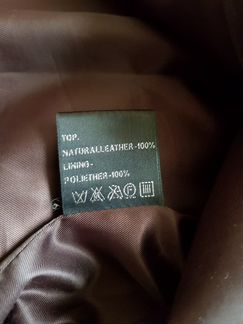 TOP.
NATURALLEATHER-100%
LINING-
POLIETHER-100%